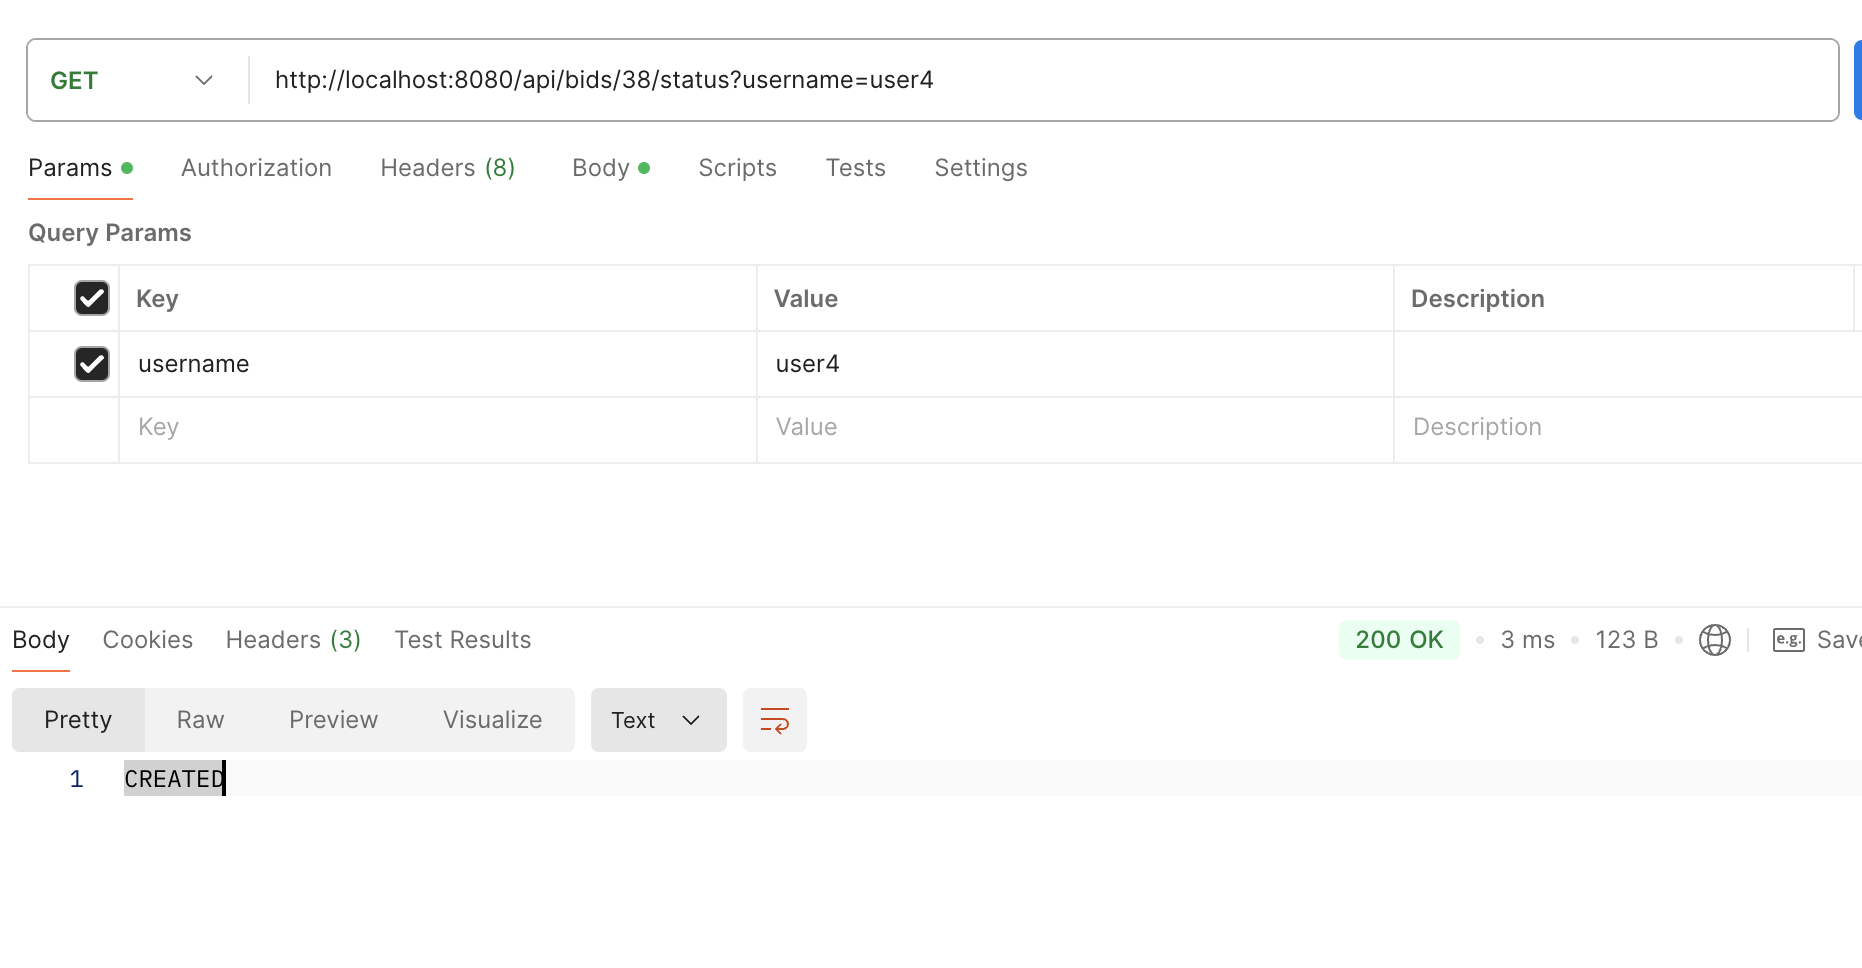 GET http://localhost:8080/api/bids/38/status?username=user4
Params Authorization Headers (8) Body Scripts Tests Settings
Query Params
Key Value Description
username user4
Key Value Description
Body Cookies Headers (3) Test Results 200 OK 3 ms 123 B e.g. Save
Pretty Raw Preview Visualize Text
1 CREATED